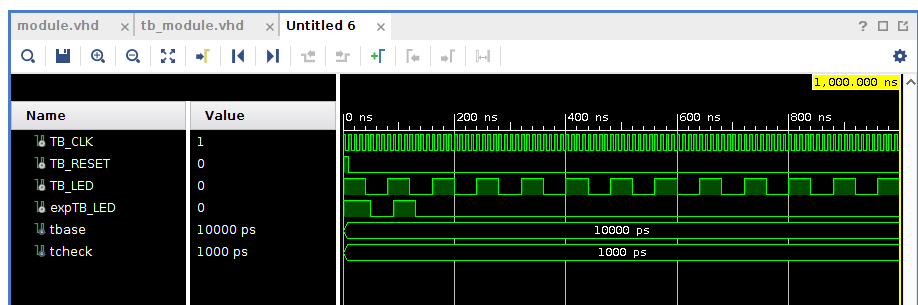 module.vhd × tb_module.vhd × Untitled 6 × ?
1,000.000 ns
Name Value
0 ns 200 ns 400 ns 600 ns 800 ns
TB_CLK 1
TB_RESET 0
TB_LED 0
expTB_LED 0
tbase 10000 ps 10000 ps
tcheck 1000 ps 1000 ps